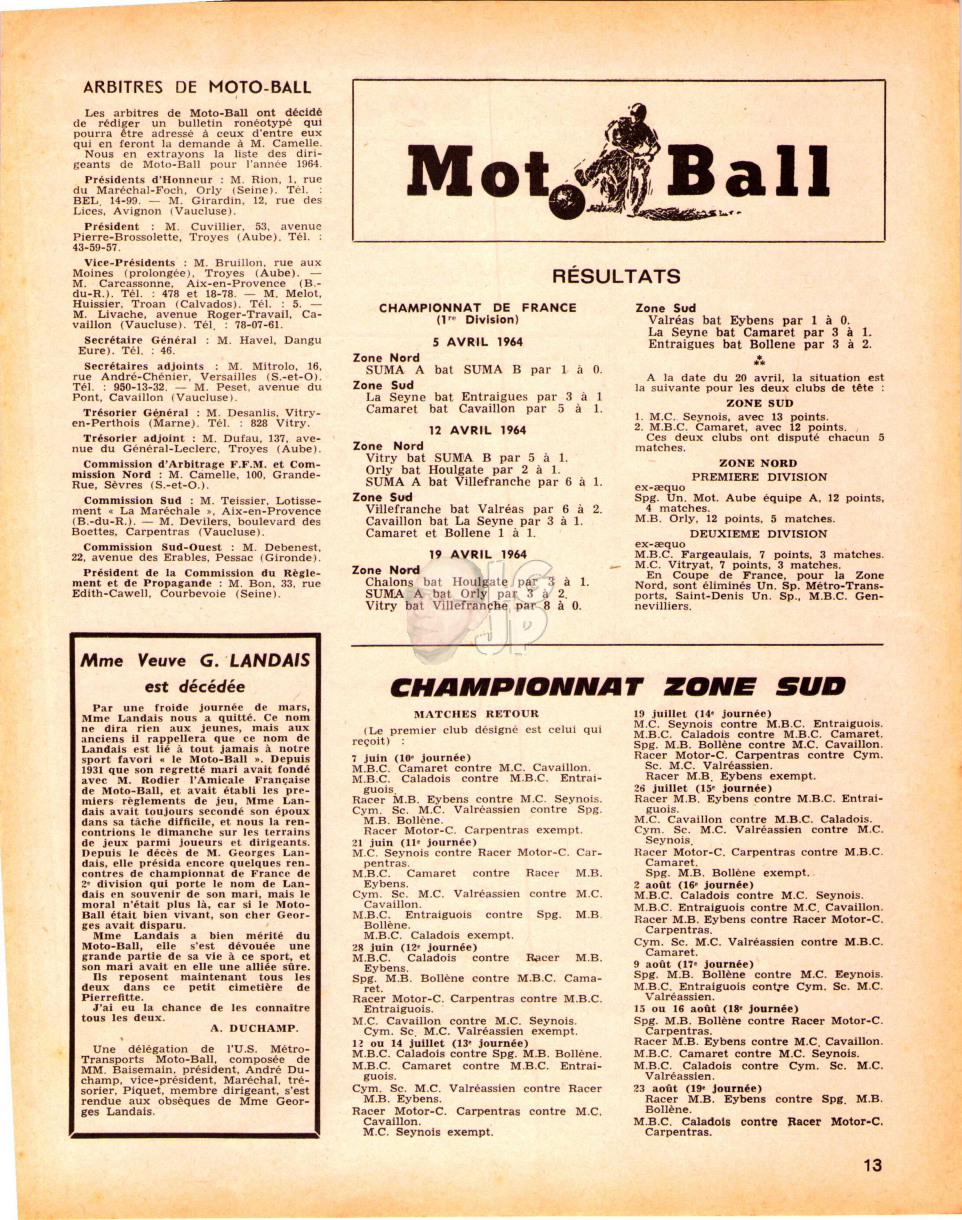 ARBITRES DE MOTO-BALL
Les arbitres de Moto-Ball ont décidé
de rédiger un bulletin ronéotypé qui
pourra être adressé à ceux d'entre eux
qui en feront la demande à M. Camelle.
Nous en extrayons la liste des diri-
geants de Moto-Ball pour l'année 1964.
Présidents d'Honneur : M. Rion, 1, rue
du Maréchal-Foch, Orly (Seine). Tél. :
BEL. 14-99. — M. Girardin, 12, rue des
Lices, Avignon (Vaucluse).
Président : M. Cuvillier, 53, avenue
Pierre-Brossolette, Troyes (Aube). Tél. :
43-59-57.
Vice-Présidents : M. Bruillon, rue aux
Moines (prolongée), Troyes (Aube). —
M. Carcassonne, Aix-en-Provence (B.-
du-R.). Tél. : 478 et 18-78. — M. Melot,
Huissier, Troan (Calvados). Tél. : 5. —
M. Livache, avenue Roger-Travail, Ca-
vaillon (Vaucluse). Tél. : 78-07-61.
Secrétaire Général : M. Havel, Dangu
Eure). Tél. : 46.
Secrétaires adjoints : M. Mitrolo, 16,
rue André-Chénier, Versailles (S.-et-O).
Tél. : 950-13-32. — M. Peset, avenue du
Pont, Cavaillon (Vaucluse).
Trésorier Général : M. Desanlis, Vitry-
en-Perthois (Marne). Tél. : 828 Vitry.
Trésorier adjoint : M. Dufau, 137, ave-
nue du Général-Leclerc, Troyes (Aube).
Commission d'Arbitrage F.F.M. et Com-
mission Nord : M. Camelle, 100, Grande-
Rue, Sèvres (S.-et-O.).
Commission Sud : M. Teissier, Lotisse-
ment « La Maréchale », Aix-en-Provence
(B.-du-R.). — M. Devilers, boulevard des
Boettes, Carpentras (Vaucluse).
Commission Sud-Ouest : M. Debenest,
22, avenue des Erables, Pessac (Gironde).
Président de la Commission du Règle-
ment et de Propagande : M. Bon, 33, rue
Edith-Cawell, Courbevoie (Seine).
Mme Veuve G. LANDAIS
est décédée
Par une froide journée de mars,
Mme Landais nous a quitté. Ce nom
ne dira rien aux jeunes, mais aux
anciens il rappellera que ce nom de
Landais est lié à tout jamais à notre
sport favori « le Moto-Ball ». Depuis
1931 que son regretté mari avait fondé
avec M. Rodier l'Amicale Française
de Moto-Ball, et avait établi les pre-
miers règlements de jeu, Mme Lan-
dais avait toujours secondé son époux
dans sa tâche difficile, et nous la ren-
contrions le dimanche sur les terrains
de jeux parmi joueurs et dirigeants.
Depuis le décès de M. Georges Lan-
dais, elle présida encore quelques ren-
contres de championnat de France de
2e division qui porte le nom de Lan-
dais en souvenir de son mari, mais le
moral n'était plus là, car si le Moto-
Ball était bien vivant, son cher Geor-
ges avait disparu.
Mme Landais a bien mérité du
Moto-Ball, elle s'est dévouée une
grande partie de sa vie à ce sport, et
son mari avait en elle une alliée sûre.
Ils reposent maintenant tous les
deux dans ce petit cimetière de
Pierrefitte.
J'ai eu la chance de les connaître
tous les deux.
A. DUCHAMP.
Une délégation de l'U.S. Métro-
Transports Moto-Ball, composée de
MM. Baisemain, président, André Du-
champ, vice-président, Maréchal, tré-
sorier, Piquet, membre dirigeant, s'est
rendue aux obsèques de Mme Geor-
ges Landais.
Mot Ball
RÉSULTATS
CHAMPIONNAT DE FRANCE
(1re Division)
5 AVRIL 1964
Zone Nord
SUMA A bat SUMA B par 1 à 0.
Zone Sud
La Seyne bat Entraigues par 3 à 1
Camaret bat Cavaillon par 5 à 1.
12 AVRIL 1964
Zone Nord
Vitry bat SUMA B par 5 à 1.
Orly bat Houlgate par 2 à 1.
SUMA A bat Villefranche par 6 à 1.
Zone Sud
Villefranche bat Valréas par 6 à 2.
Cavaillon bat La Seyne par 3 à 1.
Camaret et Bollene 1 à 1.
19 AVRIL 1964
Zone Nord
Chalons bat Houlgate par 3 à 1.
SUMA A bat Orly par 3 à 2.
Vitry bat Villefranche par 8 à 0.
JP
Zone Sud
Valréas bat Eybens par 1 à 0.
La Seyne bat Camaret par 3 à 1.
Entraigues bat Bollene par 3 à 2.
⁂
A la date du 20 avril, la situation est
la suivante pour les deux clubs de tête :
ZONE SUD
1. M.C. Seynois, avec 13 points.
2. M.B.C. Camaret, avec 12 points.
Ces deux clubs ont disputé chacun 5
matches.
ZONE NORD
PREMIERE DIVISION
ex-æquo
Spg. Un. Mot. Aube équipe A, 12 points,
4 matches.
M.B. Orly, 12 points, 5 matches.
DEUXIEME DIVISION
ex-æquo
M.B.C. Fargeaulais, 7 points, 3 matches.
M.C. Vitryat, 7 points, 3 matches.
En Coupe de France, pour la Zone
Nord, sont éliminés Un. Sp. Métro-Trans-
ports, Saint-Denis Un. Sp., M.B.C. Gen-
nevilliers.
CHAMPIONNAT ZONE SUD
MATCHES RETOUR
(Le premier club désigné est celui qui
reçoit) :
7 juin (10e journée)
M.B.C. Camaret contre M.C. Cavaillon.
M.B.C. Caladois contre M.B.C. Entrai-
guois.
Racer M.B. Eybens contre M.C. Seynois.
Cym. Sc. M.C. Valréassien contre Spg.
M.B. Bollène.
Racer Motor-C. Carpentras exempt.
21 juin (11e journée)
M.C. Seynois contre Racer Motor-C. Car-
pentras.
M.B.C. Camaret contre Racer M.B.
Eybens.
Cym. Sc. M.C. Valréassien contre M.C.
Cavaillon.
M.B.C. Entraiguois contre Spg. M.B.
Bollène.
M.B.C. Caladois exempt.
28 juin (12e journée)
M.B.C. Caladois contre Racer M.B.
Eybens.
Spg. M.B. Bollène contre M.B.C. Cama-
ret.
Racer Motor-C. Carpentras contre M.B.C.
Entraiguois.
M.C. Cavaillon contre M.C. Seynois.
Cym. Sc. M.C. Valréassien exempt.
12 ou 14 juillet (13e journée)
M.B.C. Caladois contre Spg. M.B. Bollène.
M.B.C. Camaret contre M.B.C. Entrai-
guois.
Cym. Sc. M.C. Valréassien contre Racer
M.B. Eybens.
Racer Motor-C. Carpentras contre M.C.
Cavaillon.
M.C. Seynois exempt.
19 juillet (14e journée)
M.C. Seynois contre M.B.C. Entraiguois.
M.B.C. Caladois contre M.B.C. Camaret.
Spg. M.B. Bollène contre M.C. Cavaillon.
Racer Motor-C. Carpentras contre Cym.
Sc. M.C. Valréassien.
Racer M.B. Eybens exempt.
26 juillet (15e journée)
Racer M.B. Eybens contre M.B.C. Entrai-
guois.
M.C. Cavaillon contre M.B.C. Caladois.
Cym. Sc. M.C. Valréassien contre M.C.
Seynois.
Racer Motor-C. Carpentras contre M.B.C.
Camaret.
Spg. M.B. Bollène exempt.
2 août (16e journée)
M.B.C. Caladois contre M.C. Seynois.
M.B.C. Entraiguois contre M.C. Cavaillon.
Racer M.B. Eybens contre Racer Motor-C.
Carpentras.
Cym. Sc. M.C. Valréassien contre M.B.C.
Camaret.
9 août (17e journée)
Spg. M.B. Bollène contre M.C. Eeynois.
M.B.C. Entraiguois contre Cym. Sc. M.C.
Valréassien.
15 ou 16 août (18e journée)
Spg. M.B. Bollène contre Racer Motor-C.
Carpentras.
Racer M.B. Eybens contre M.C. Cavaillon.
M.B.C. Camaret contre M.C. Seynois.
M.B.C. Caladois contre Cym. Sc. M.C.
Valréassien.
23 août (19e journée)
Racer M.B. Eybens contre Spg. M.B.
Bollène.
M.B.C. Caladois contre Racer Motor-C.
Carpentras.
13